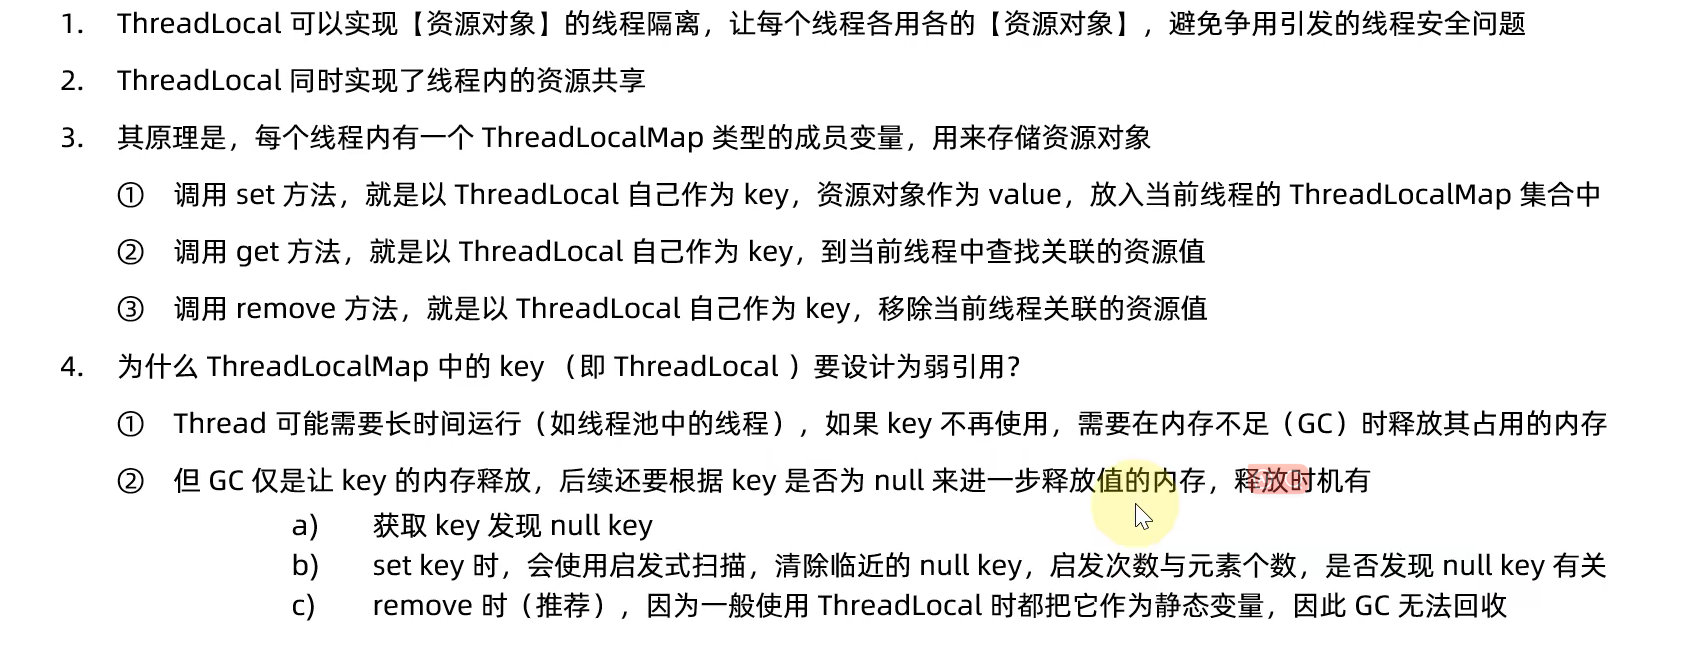 1. ThreadLocal 可以实现【资源对象】的线程隔离，让每个线程各用各的【资源对象】，避免争用引发的线程安全问题
2. ThreadLocal 同时实现了线程内的资源共享
3. 其原理是，每个线程内有一个 ThreadLocalMap 类型的成员变量，用来存储资源对象
① 调用 set 方法，就是以 ThreadLocal 自己作为 key，资源对象作为 value，放入当前线程的 ThreadLocalMap 集合中
② 调用 get 方法，就是以 ThreadLocal 自己作为 key，到当前线程中查找关联的资源值
③ 调用 remove 方法，就是以 ThreadLocal 自己作为 key，移除当前线程关联的资源值
4. 为什么 ThreadLocalMap 中的 key （即 ThreadLocal ）要设计为弱引用？
① Thread 可能需要长时间运行（如线程池中的线程），如果 key 不再使用，需要在内存不足（GC）时释放其占用的内存
② 但 GC 仅是让 key 的内存释放，后续还要根据 key 是否为 null 来进一步释放值的内存，释放时机有
a) 获取 key 发现 null key
b) set key 时，会使用启发式扫描，清除临近的 null key，启发次数与元素个数，是否发现 null key 有关
c) remove 时（推荐），因为一般使用 ThreadLocal 时都把它作为静态变量，因此 GC 无法回收